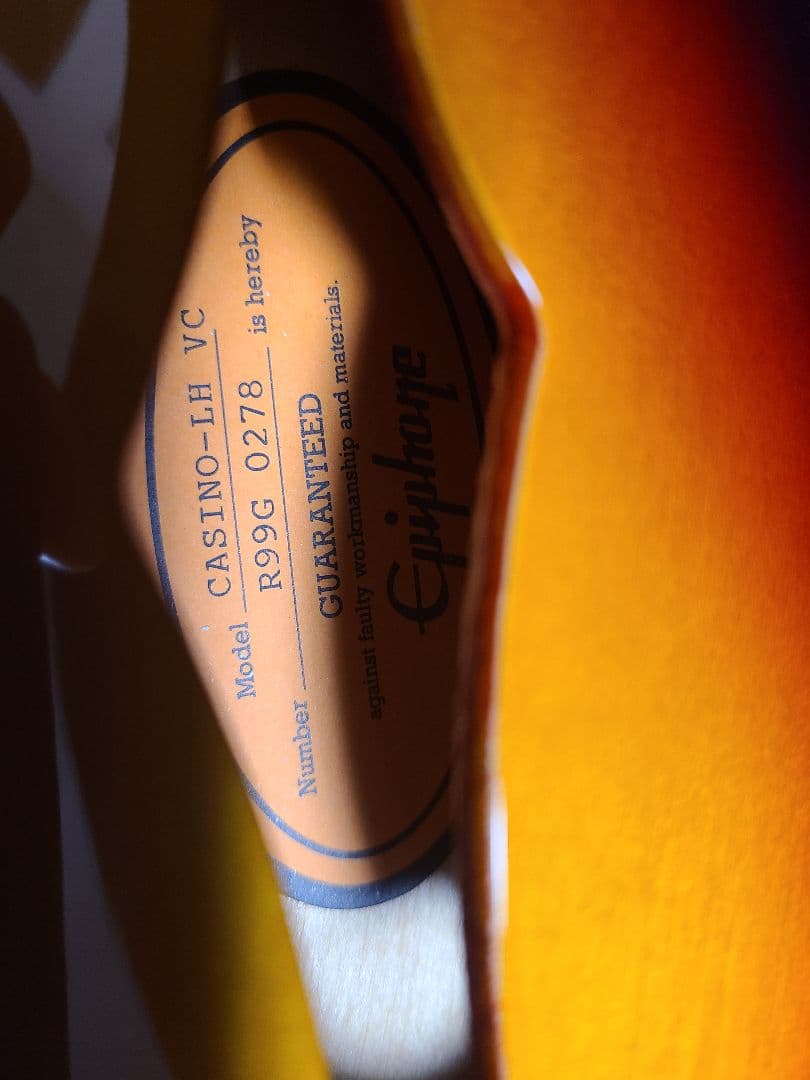 Model CASINO-LH VC
Number R99G 0278 is hereby
GUARANTEED
against faulty workmanship and materials.
Epiphone